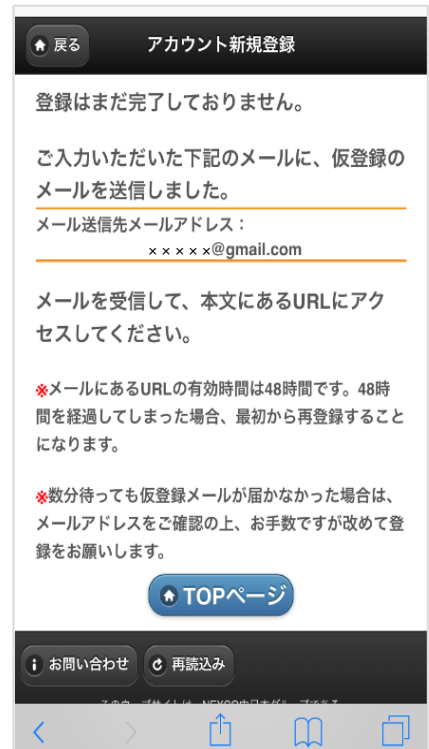 戻る アカウント新規登録
登録はまだ完了しておりません。
ご入力いただいた下記のメールに、仮登録の
メールを送信しました。
メール送信先メールアドレス：
×××××@gmail.com
メールを受信して、本文にあるURLにアク
セスしてください。
※メールにあるURLの有効時間は48時間です。48時
間を経過してしまった場合、最初から再登録すること
になります。
※数分待っても仮登録メールが届かなかった場合は、
メールアドレスをご確認の上、お手数ですが改めて登
録をお願いします。
TOPページ
お問い合わせ 再読込み